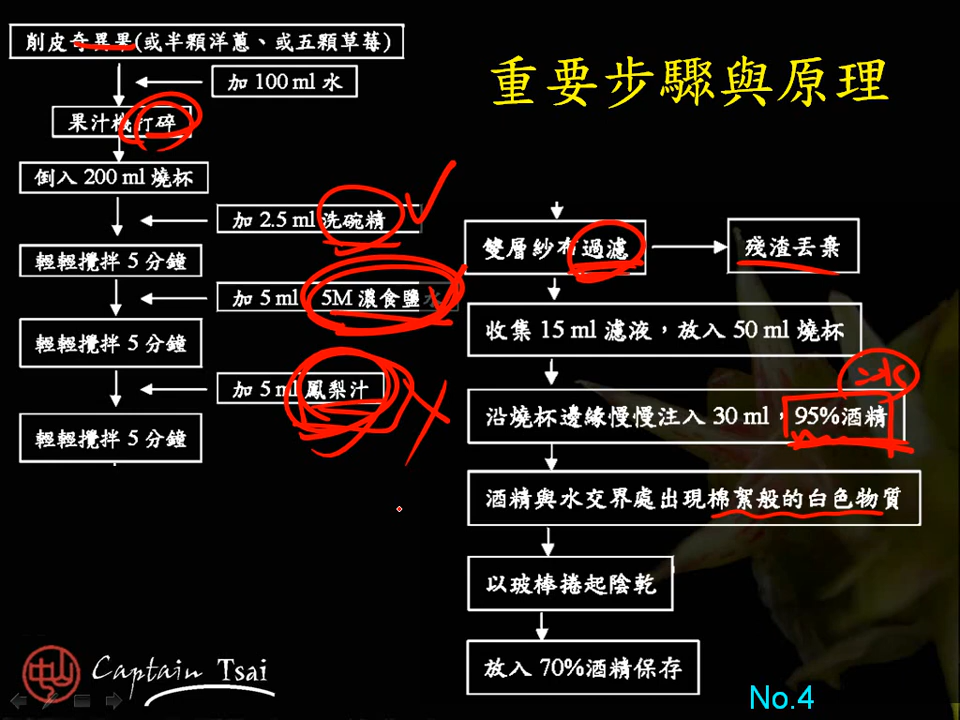 重要步驟與原理
削皮奇異果(或半顆洋蔥、或五顆草莓)
加 100 ml 水
果汁機打碎
倒入 200 ml 燒杯
加 2.5 ml 洗碗精
輕輕攪拌 5 分鐘
加 5 ml 5M 濃食鹽水
輕輕攪拌 5 分鐘
加 5 ml 鳳梨汁
輕輕攪拌 5 分鐘
雙層紗布過濾
殘渣丟棄
收集 15 ml 濾液，放入 50 ml 燒杯
冰
沿燒杯邊緣慢慢注入 30 ml，95%酒精
酒精與水交界處出現棉絮般的白色物質
以玻棒捲起陰乾
放入 70%酒精保存
Captain Tsai
No.4